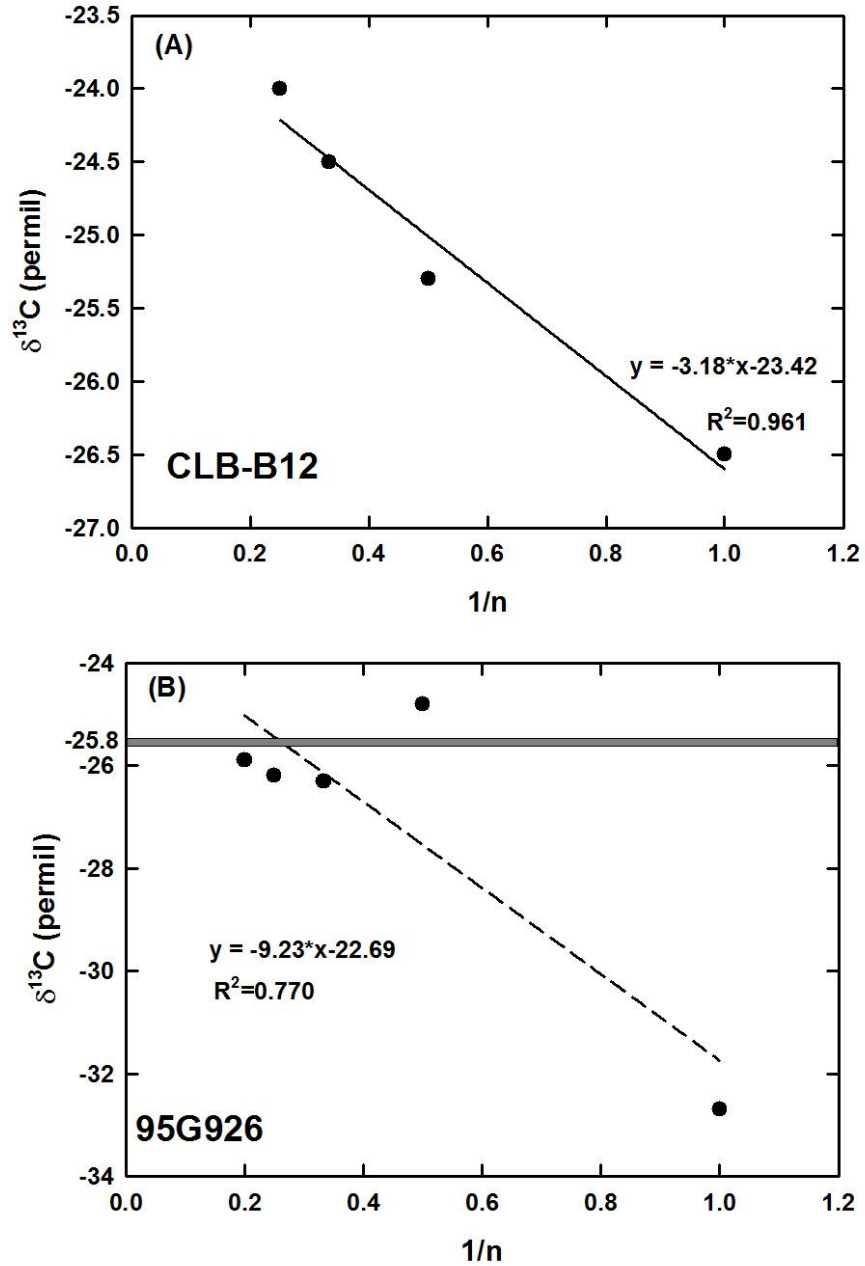 (A)
-23.5
-24.0
-24.5
-25.0
-25.5
-26.0
-26.5
-27.0
δ¹³C (permil)
y = -3.18*x-23.42
R²=0.961
CLB-B12
0.0 0.2 0.4 0.6 0.8 1.0 1.2
1/n
(B)
-24
-25.8
-26
-28
-30
-32
-34
δ¹³C (permil)
y = -9.23*x-22.69
R²=0.770
95G926
0.0 0.2 0.4 0.6 0.8 1.0 1.2
1/n